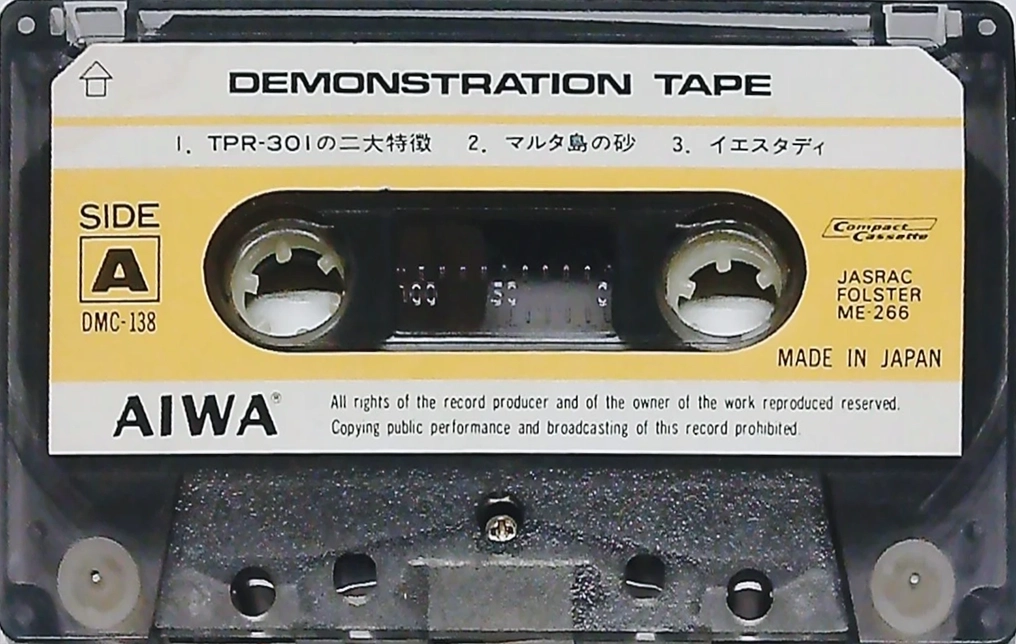 DEMONSTRATION TAPE
1. TPR-301の二大特徴 2. マルタ島の砂 3. イエスタディ
SIDE
A
DMC-138
100 50 0
Compact
Cassette
JASRAC
FOLSTER
ME-266
MADE IN JAPAN
AIWA®
All rights of the record producer and of the owner of the work reproduced reserved.
Copying public performance and broadcasting of this record prohibited.